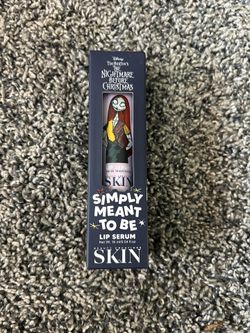 Disney
Tim Burton's
THE
NIGHTMARE
BEFORE
CHRISTMAS
SKIN
SIMPLY
MEANT
TO BE
LIP SERUM
SKIN